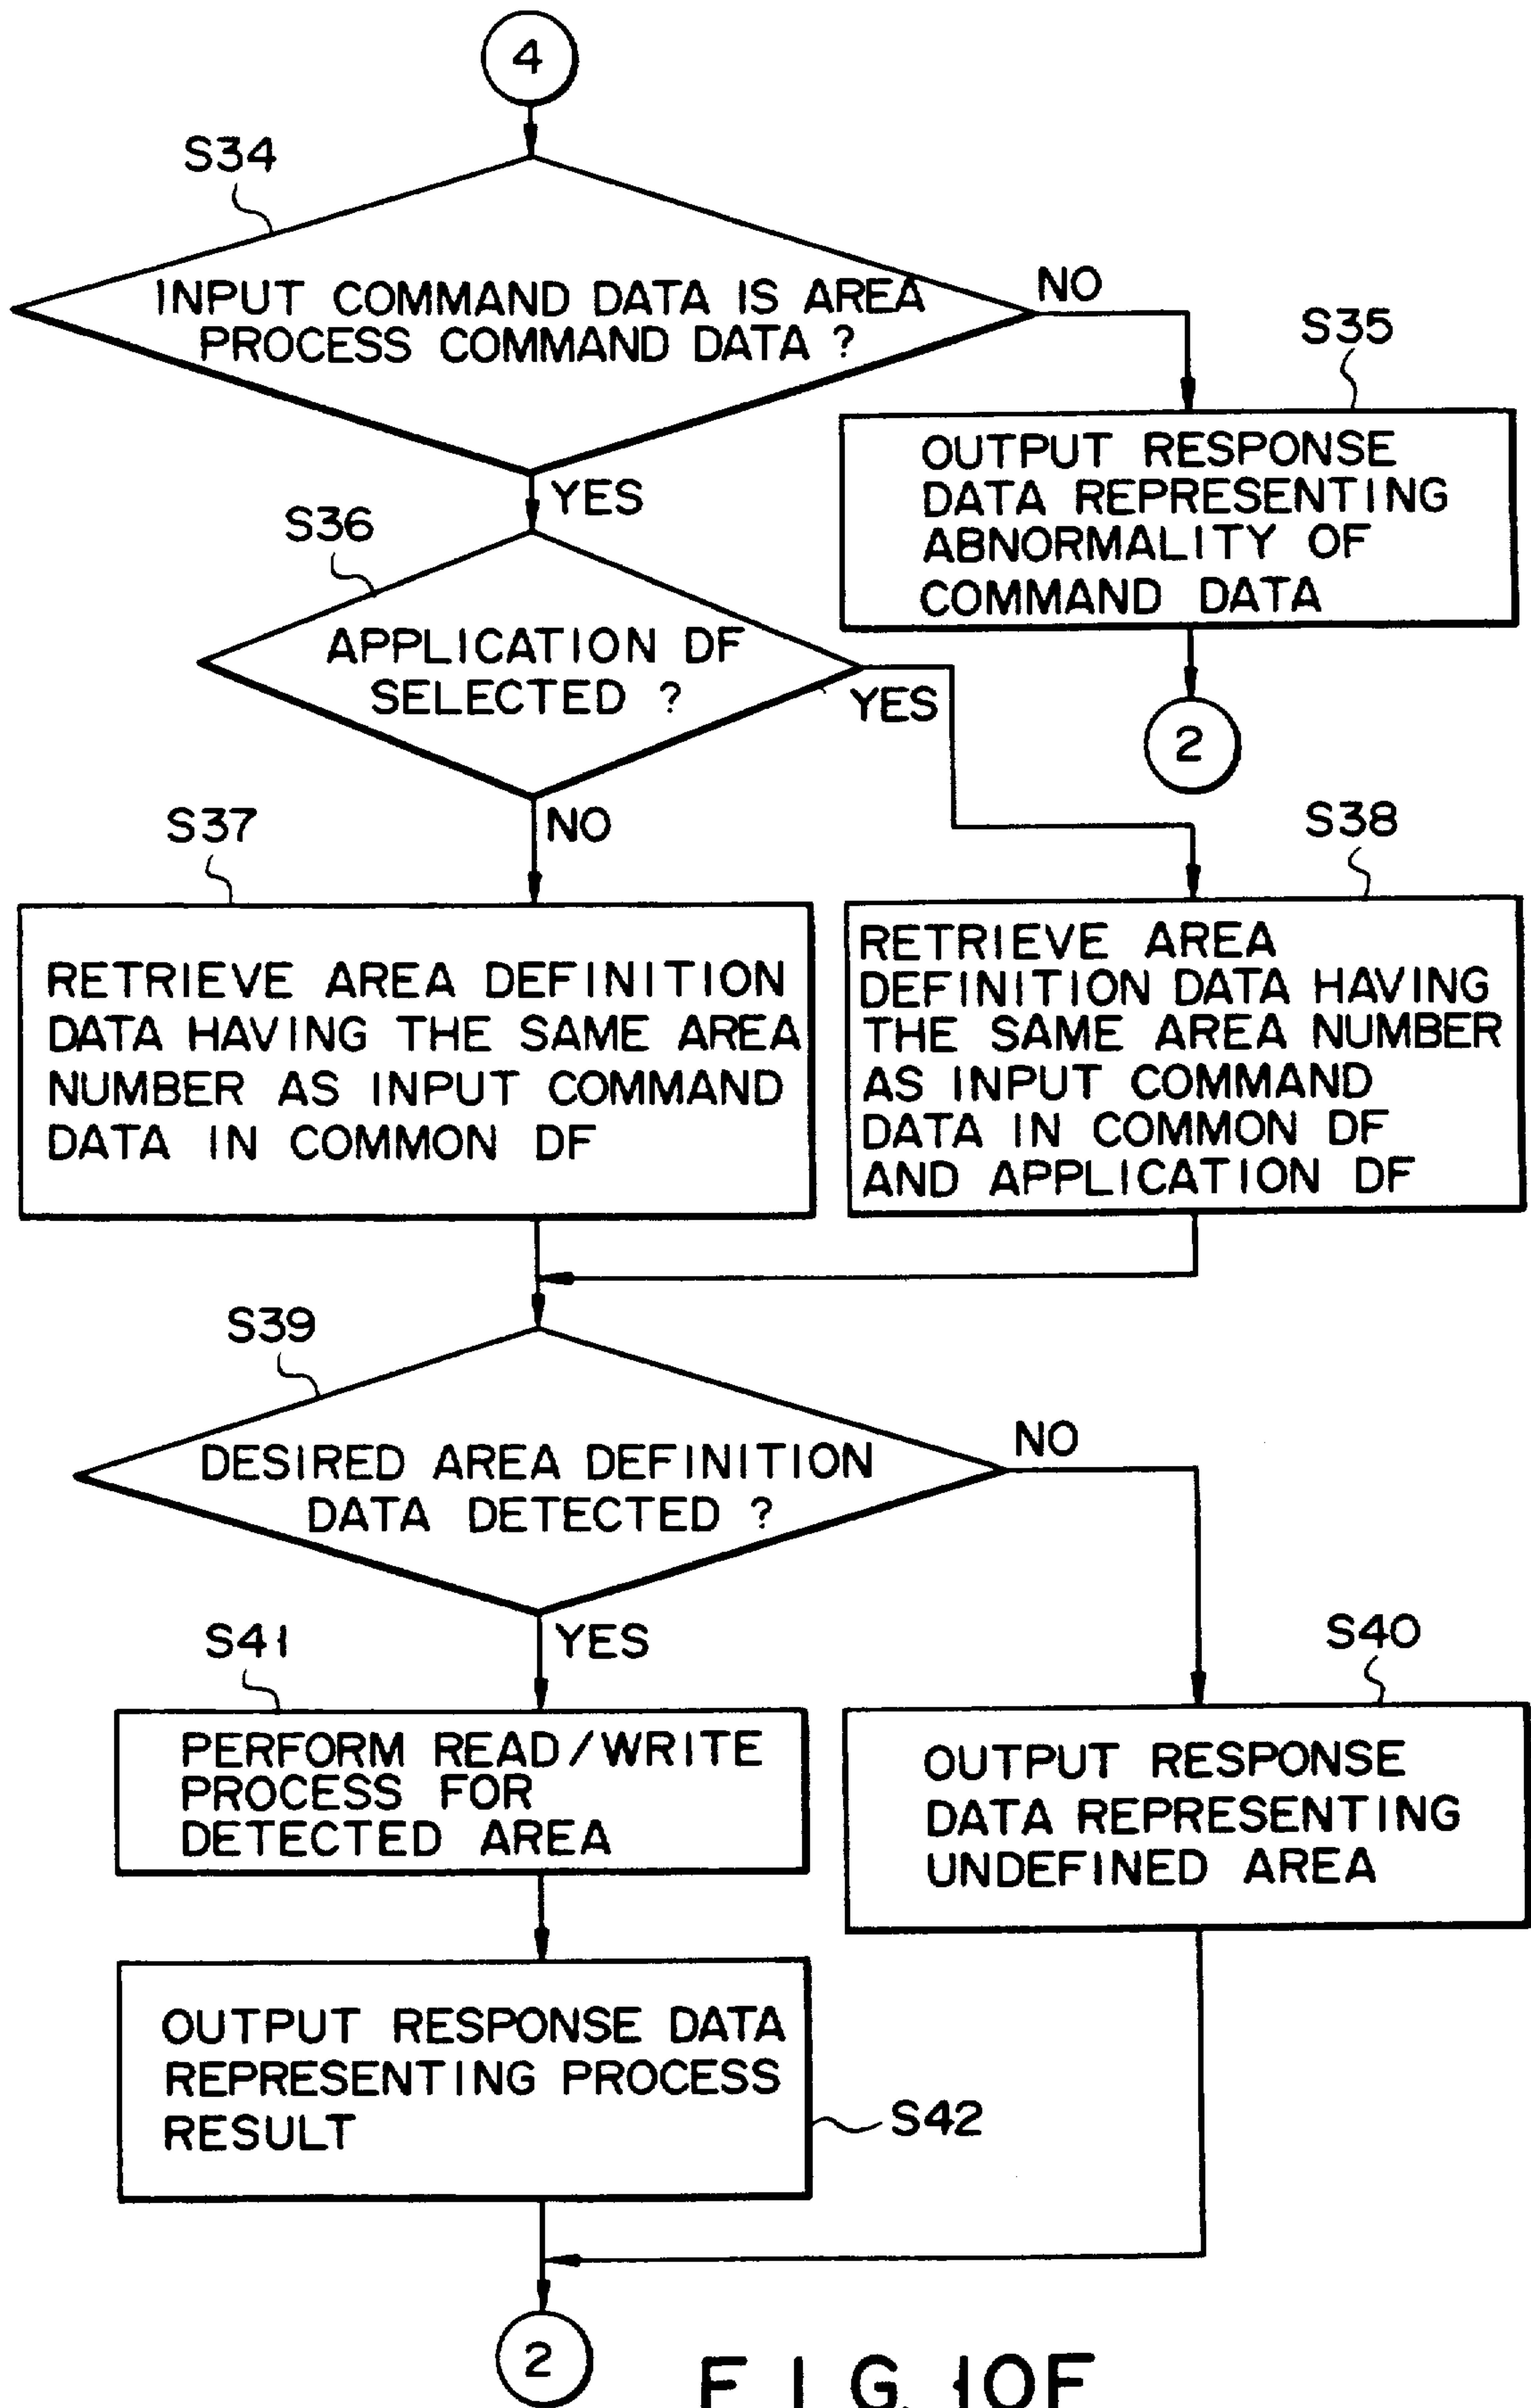 4
S34
INPUT COMMAND DATA IS AREA
PROCESS COMMAND DATA ?
NO
YES
S35
OUTPUT RESPONSE
DATA REPRESENTING
ABNORMALITY OF
COMMAND DATA
2
S36
APPLICATION DF
SELECTED ?
YES
NO
S37
RETRIEVE AREA DEFINITION
DATA HAVING THE SAME AREA
NUMBER AS INPUT COMMAND
DATA IN COMMON DF
S38
RETRIEVE AREA
DEFINITION DATA HAVING
THE SAME AREA NUMBER
AS INPUT COMMAND
DATA IN COMMON DF
AND APPLICATION DF
S39
DESIRED AREA DEFINITION
DATA DETECTED ?
NO
YES
S41
PERFORM READ/WRITE
PROCESS FOR
DETECTED AREA
S40
OUTPUT RESPONSE
DATA REPRESENTING
UNDEFINED AREA
OUTPUT RESPONSE DATA
REPRESENTING PROCESS
RESULT
S42
2
FIG. 10F